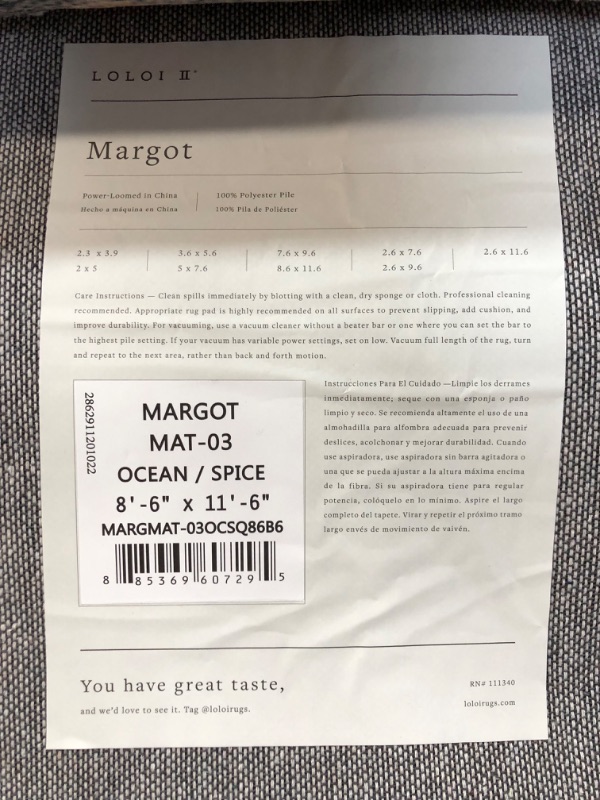 LOLOI II
Margot
Power-Loomed in China
Hecho a máquina en China
100% Polyester Pile
100% Pila de Poliéster
2.3 x 3.9
2 x 5
3.6 x 5.6
5 x 7.6
7.6 x 9.6
8.6 x 11.6
2.6 x 7.6
2.6 x 9.6
2.6 x 11.6
Care Instructions — Clean spills immediately by blotting with a clean, dry sponge or cloth. Professional cleaning
recommended. Appropriate rug pad is highly recommended on all surfaces to prevent slipping, add cushion, and
improve durability. For vacuuming, use a vacuum cleaner without a beater bar or one where you can set the bar to
the highest pile setting. If your vacuum has variable power settings, set on low. Vacuum full length of the rug, turn
and repeat to the next area, rather than back and forth motion.
2862911201022
MARGOT
MAT-03
OCEAN / SPICE
8'-6" x 11'-6"
MARGMAT-03OCSQ86B6
8 85369 60729 5
Instrucciones Para El Cuidado —Limpie los derrames
inmediatamente; seque con una esponja o paño
limpio y seco. Se recomienda altamente el uso de una
almohadilla para alfombra adecuada para prevenir
deslices, acolchonar y mejorar durabilidad. Cuando
use aspiradora, use aspiradora sin barra agitadora o
una que se pueda ajustar a la altura máxima encima
de la fibra. Si su aspiradora tiene para regular
potencia, colóquelo en lo mínimo. Aspire el largo
completo del tapete. Virar y repetir el próximo tramo
largo envés de movimiento de vaivén.
You have great taste,
and we'd love to see it. Tag @loloirugs.
RN# 111340
loloirugs.com